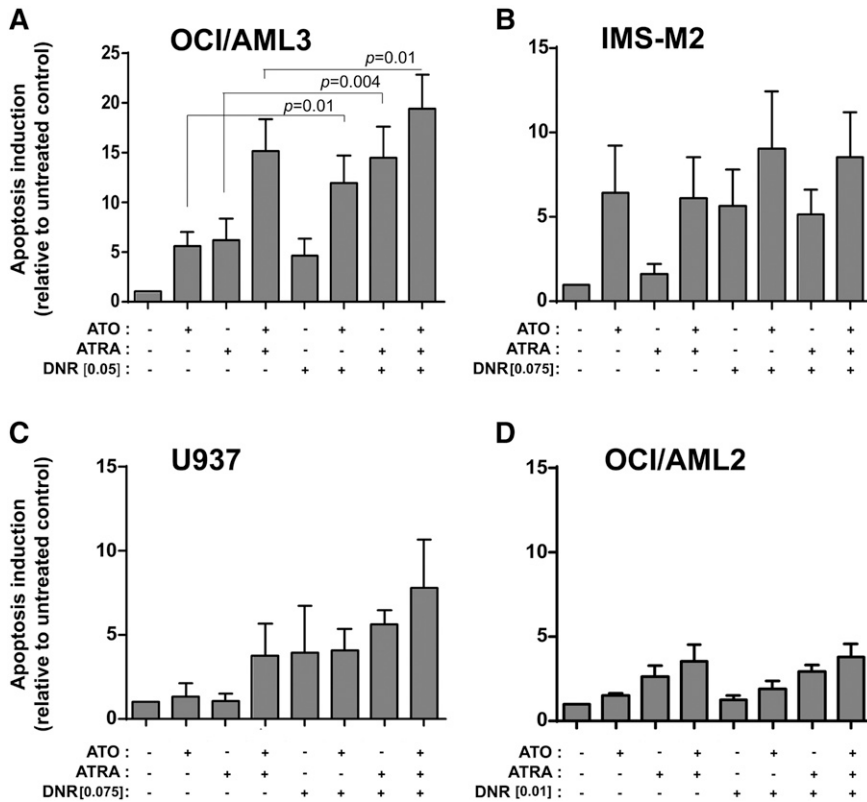 A
OCI/AML3
Apoptosis induction
(relative to untreated control)
25
20
15
10
5
0
p=0.01
p=0.004
p=0.01
ATO : - + - + - + - +
ATRA : - - + + - - + +
DNR [0.05] : - - - - + + + +
B
IMS-M2
15
10
5
0
ATO : - + - + - + - +
ATRA : - - + + - - + +
DNR[0.075] : - - - - + + + +
C
U937
Apoptosis induction
(relative to untreated control)
15
10
5
0
ATO : - + - + - + - +
ATRA : - - + + - - + +
DNR[0.075] : - - - - + + + +
D
OCI/AML2
15
10
5
0
ATO : - + - + - + - +
ATRA : - - + + - - + +
DNR [0.01] : - - - - + + + +